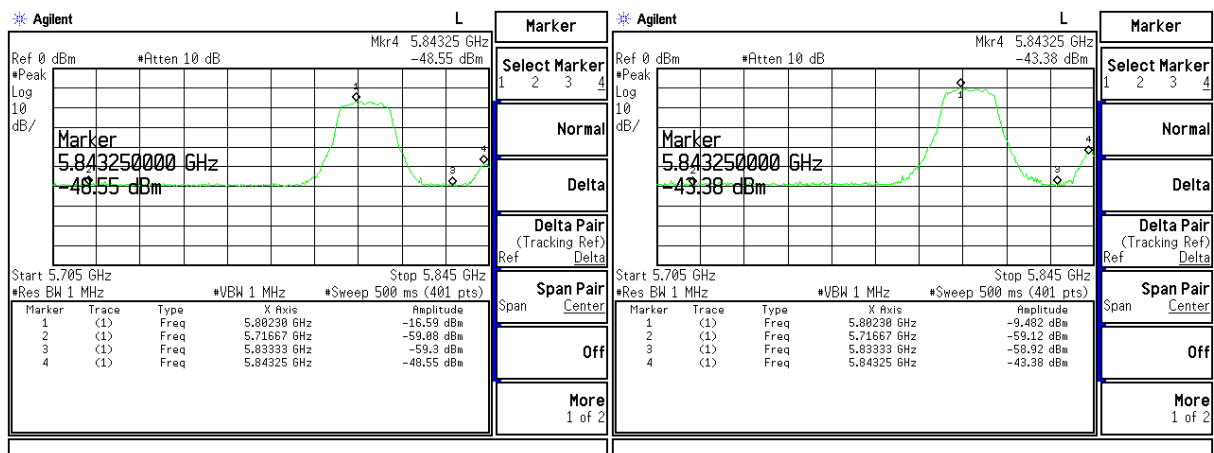 Agilent L
Mkr4 5.84325 GHz
Ref 0 dBm #Atten 10 dB -48.55 dBm
#Peak
Log
10
dB/
1
Marker
5.843250000 GHz
-48.55 dBm
2
3
4
Start 5.705 GHz Stop 5.845 GHz
#Res BW 1 MHz #VBW 1 MHz #Sweep 500 ms (401 pts)
Marker Trace Type X Axis Amplitude
1 (1) Freq 5.80230 GHz -16.59 dBm
2 (1) Freq 5.71667 GHz -59.08 dBm
3 (1) Freq 5.83333 GHz -59.3 dBm
4 (1) Freq 5.84325 GHz -48.55 dBm
Marker
Select Marker
1 2 3 4
Normal
Delta
Delta Pair
(Tracking Ref)
Ref Delta
Span Pair
Span Center
Off
More
1 of 2
Agilent L
Mkr4 5.84325 GHz
Ref 0 dBm #Atten 10 dB -43.38 dBm
#Peak
Log
10
dB/
1
Marker
5.843250000 GHz
-43.38 dBm
2
3
4
Start 5.705 GHz Stop 5.845 GHz
#Res BW 1 MHz #VBW 1 MHz #Sweep 500 ms (401 pts)
Marker Trace Type X Axis Amplitude
1 (1) Freq 5.80230 GHz -9.482 dBm
2 (1) Freq 5.71667 GHz -59.12 dBm
3 (1) Freq 5.83333 GHz -58.92 dBm
4 (1) Freq 5.84325 GHz -43.38 dBm
Marker
Select Marker
1 2 3 4
Normal
Delta
Delta Pair
(Tracking Ref)
Ref Delta
Span Pair
Span Center
Off
More
1 of 2